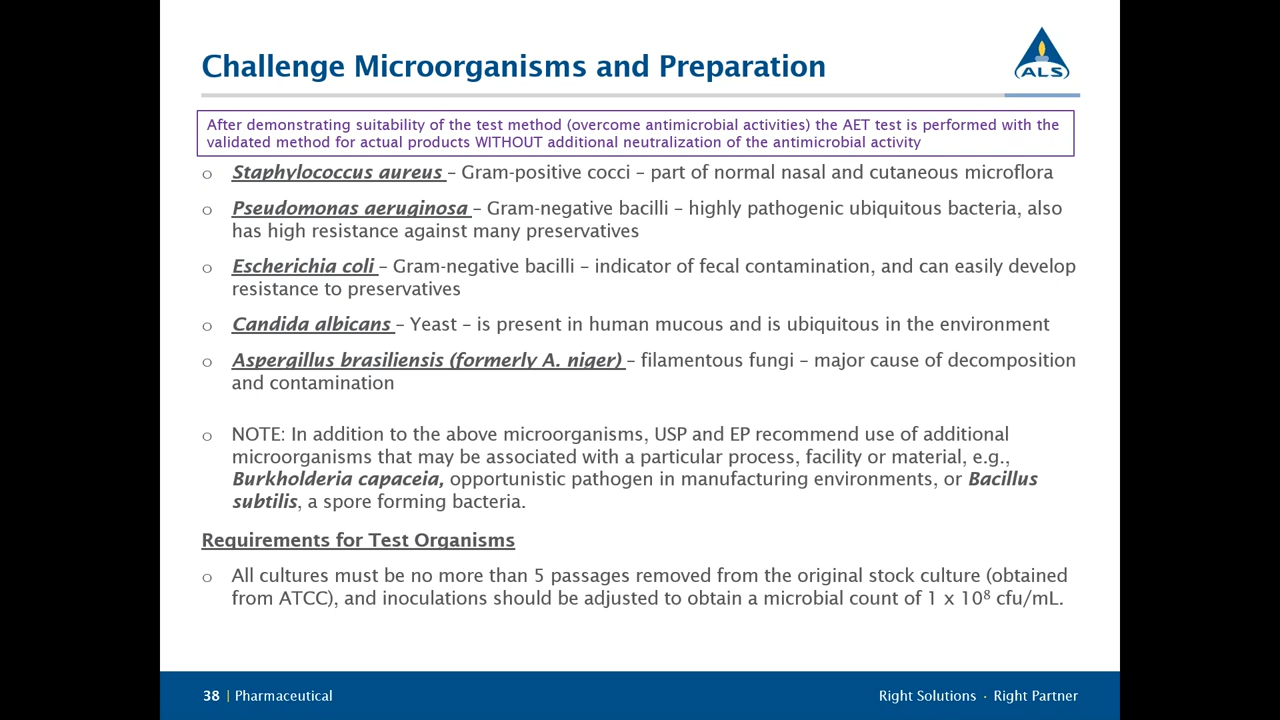 Challenge Microorganisms and Preparation
ALS
After demonstrating suitability of the test method (overcome antimicrobial activities) the AET test is performed with the
validated method for actual products WITHOUT additional neutralization of the antimicrobial activity
o Staphylococcus aureus – Gram-positive cocci – part of normal nasal and cutaneous microflora
o Pseudomonas aeruginosa – Gram-negative bacilli – highly pathogenic ubiquitous bacteria, also
has high resistance against many preservatives
o Escherichia coli – Gram-negative bacilli – indicator of fecal contamination, and can easily develop
resistance to preservatives
o Candida albicans – Yeast – is present in human mucous and is ubiquitous in the environment
o Aspergillus brasiliensis (formerly A. niger) – filamentous fungi – major cause of decomposition
and contamination
o NOTE: In addition to the above microorganisms, USP and EP recommend use of additional
microorganisms that may be associated with a particular process, facility or material, e.g.,
Burkholderia capaceia, opportunistic pathogen in manufacturing environments, or Bacillus
subtilis, a spore forming bacteria.
Requirements for Test Organisms
o All cultures must be no more than 5 passages removed from the original stock culture (obtained
from ATCC), and inoculations should be adjusted to obtain a microbial count of 1 x 10⁸ cfu/mL.
38 | Pharmaceutical
Right Solutions · Right Partner